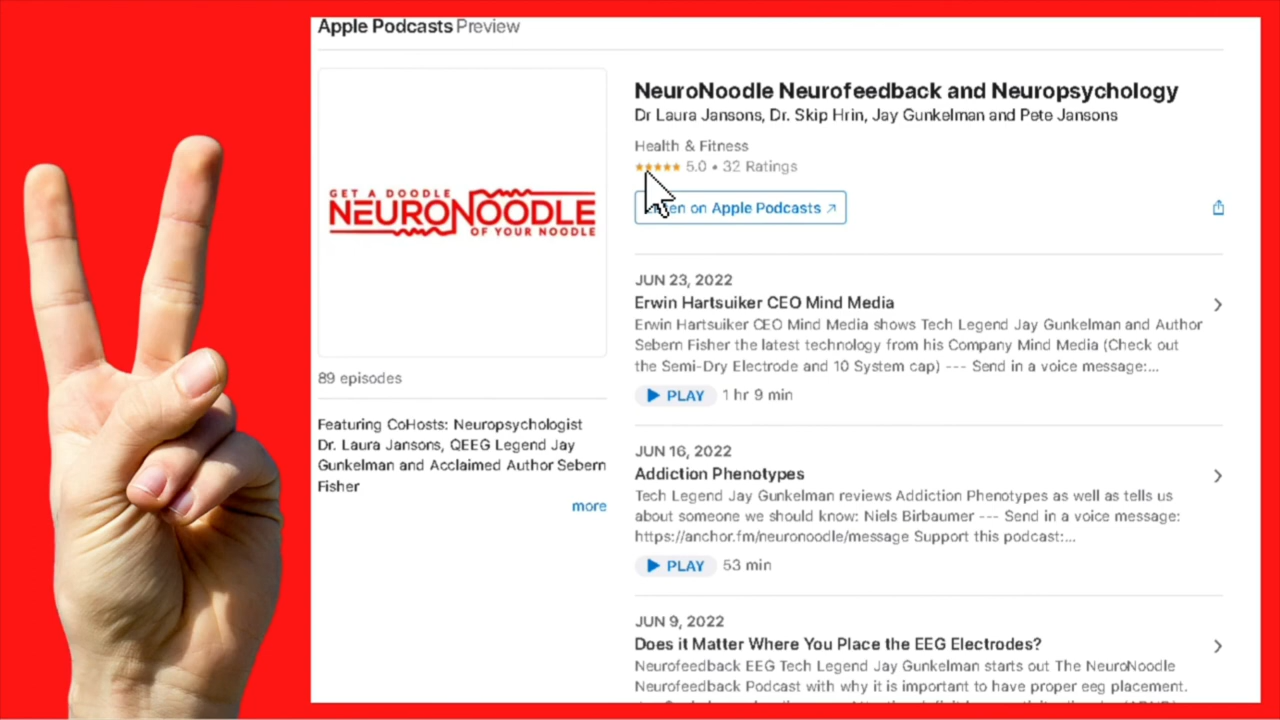 Apple Podcasts Preview
GET A DOODLE
NEURONOODLE
OF YOUR NOODLE
89 episodes
Featuring CoHosts: Neuropsychologist
Dr. Laura Jansons, QEEG Legend Jay
Gunkelman and Acclaimed Author Sebern
Fisher
more
NeuroNoodle Neurofeedback and Neuropsychology
Dr Laura Jansons, Dr. Skip Hrin, Jay Gunkelman and Pete Jansons
Health & Fitness
★★★★★ 5.0 • 32 Ratings
Listen on Apple Podcasts ↗
JUN 23, 2022
Erwin Hartsuiker CEO Mind Media
Erwin Hartsuiker CEO Mind Media shows Tech Legend Jay Gunkelman and Author
Sebern Fisher the latest technology from his Company Mind Media (Check out
the Semi-Dry Electrode and 10 System cap) --- Send in a voice message:...
PLAY 1 hr 9 min
JUN 16, 2022
Addiction Phenotypes
Tech Legend Jay Gunkelman reviews Addiction Phenotypes as well as tells us
about someone we should know: Niels Birbaumer --- Send in a voice message:
https://anchor.fm/neuronoodle/message Support this podcast:...
PLAY 53 min
JUN 9, 2022
Does it Matter Where You Place the EEG Electrodes?
Neurofeedback EEG Tech Legend Jay Gunkelman starts out The NeuroNoodle
Neurofeedback Podcast with why it is important to have proper eeg placement.